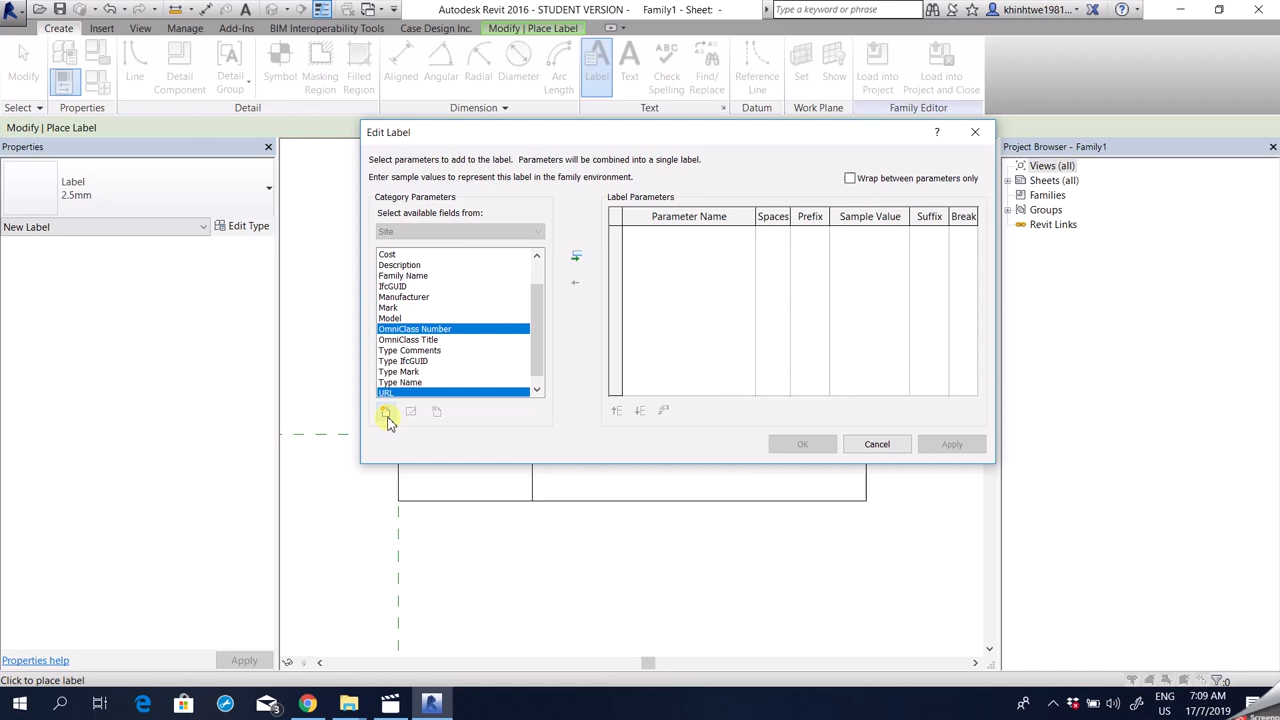 Autodesk Revit 2016 - STUDENT VERSION - Family1 - Sheet: -
Type a keyword or phrase
khintwe1981...
Create Insert View Manage Add-Ins BIM Interoperability Tools Case Design Inc. Modify | Place Label
Modify
Line
Detail Component
Detail Group
Symbol
Masking Region
Filled Region
Aligned
Angular
Radial
Diameter
Arc Length
Label
Text
Check Spelling
Find/ Replace
Reference Line
Set
Show
Load into Project
Load into Project and Close
Select Properties Detail Dimension Text Datum Work Plane Family Editor
Modify | Place Label
Properties
Label
2.5mm
New Label
Edit Type
Properties help
Apply
Click to place label
Edit Label
Select parameters to add to the label. Parameters will be combined into a single label.
Enter sample values to represent this label in the family environment.
Wrap between parameters only
Category Parameters
Select available fields from:
Site
Cost
Description
Family Name
IfcGUID
Manufacturer
Mark
Model
OmniClass Number
OmniClass Title
Type Comments
Type IfcGUID
Type Mark
Type Name
URL
Label Parameters
Parameter Name Spaces Prefix Sample Value Suffix Break
OK Cancel Apply
Project Browser - Family1
Views (all)
Sheets (all)
Families
Groups
Revit Links
:0
3
ENG
US
7:09 AM
17/7/2019